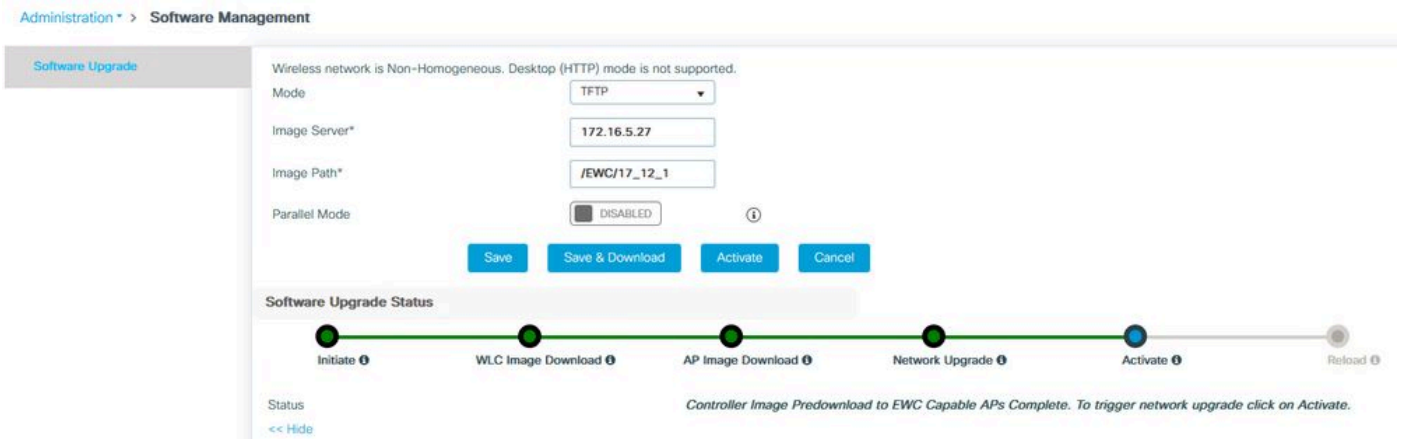 Administration > Software Management
Software Upgrade
Wireless network is Non-Homogeneous. Desktop (HTTP) mode is not supported.
Mode TFTP
Image Server* 172.16.5.27
Image Path* /EWC/17_12_1
Parallel Mode DISABLED
Save Save & Download Activate Cancel
Software Upgrade Status
Initiate WLC Image Download AP Image Download Network Upgrade Activate Reload
Status Controller Image Predownload to EWC Capable APs Complete. To trigger network upgrade click on Activate.
<< Hide